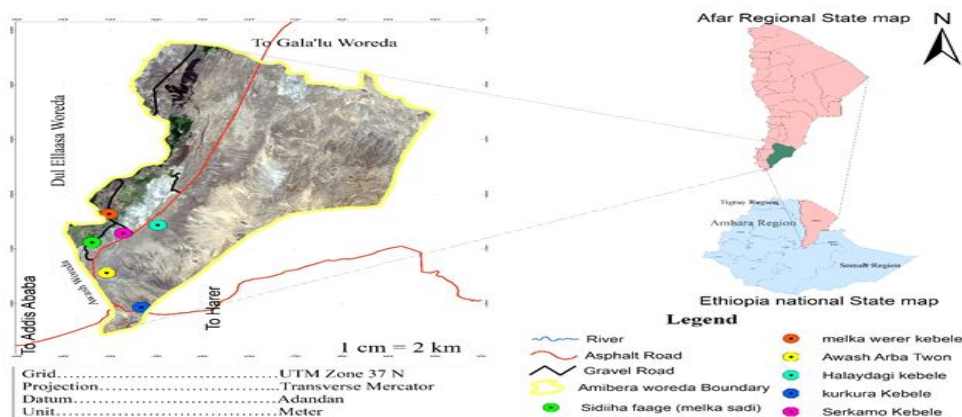 Afar Regional State map
N
To Gala'lu Woreda
Dul Ellaasa Woreda
Tigray Region
Amhara Region
Somali Region
Awash Woreda
To Addis Ababa
To Harer
1 cm = 2 km
Ethiopia national State map
Legend
River
Asphalt Road
Gravel Road
Amibera woreda Boundary
Sidiiha faage (melka sadi)
melka werer kebele
Awash Arba Twon
Halaydagi kebele
kurkura Kebele
Serkamo Kebele
Grid.......................................UTM Zone 37 N
Projection............................Transverse Mercator
Datum..................................Adandan
Unit......................................Meter